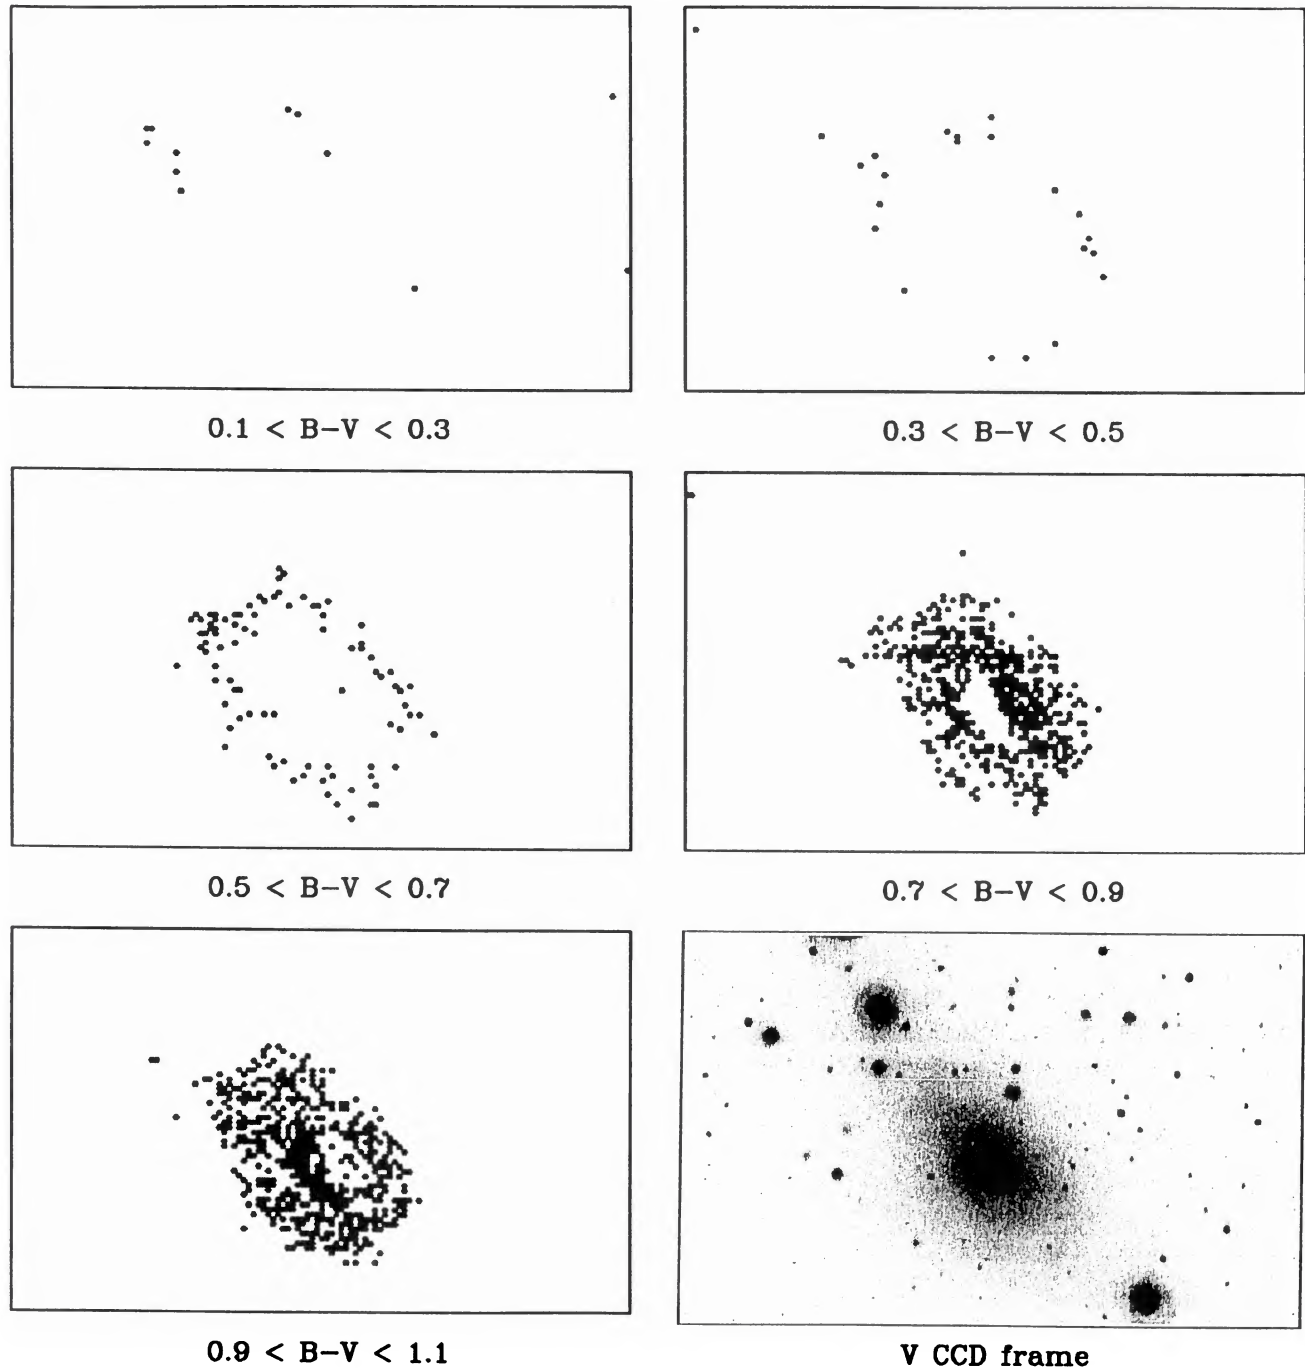 0.1 < B–V < 0.3
0.3 < B–V < 0.5
0.5 < B–V < 0.7
0.7 < B–V < 0.9
0.9 < B–V < 1.1
V CCD frame